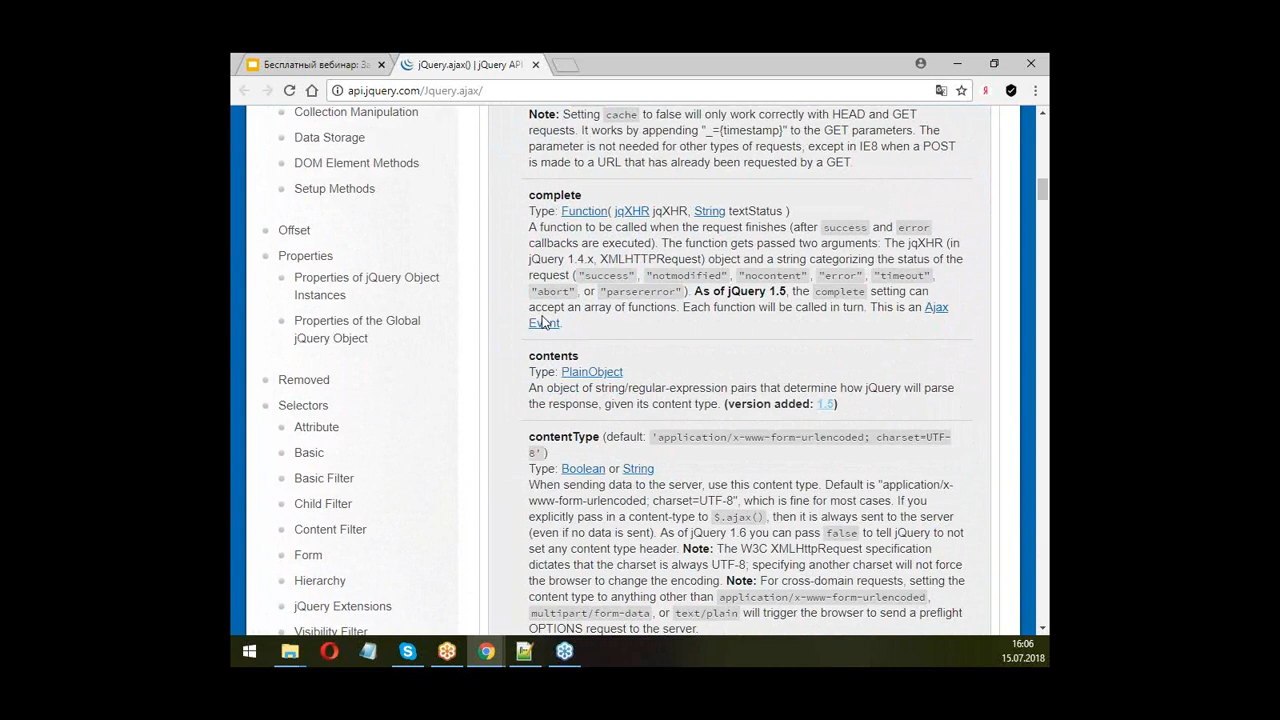 Бесплатный вебинар: За
jQuery.ajax() | jQuery API
api.jquery.com/Jquery.ajax/
Collection Manipulation
Data Storage
DOM Element Methods
Setup Methods
Offset
Properties
Properties of jQuery Object
Instances
Properties of the Global
jQuery Object
Removed
Selectors
Attribute
Basic
Basic Filter
Child Filter
Content Filter
Form
Hierarchy
jQuery Extensions
Visibility Filter
Note: Setting cache to false will only work correctly with HEAD and GET
requests. It works by appending "_={timestamp}" to the GET parameters. The
parameter is not needed for other types of requests, except in IE8 when a POST
is made to a URL that has already been requested by a GET.
complete
Type: Function( jqXHR jqXHR, String textStatus )
A function to be called when the request finishes (after success and error
callbacks are executed). The function gets passed two arguments: The jqXHR (in
jQuery 1.4.x, XMLHTTPRequest) object and a string categorizing the status of the
request ("success", "notmodified", "nocontent", "error", "timeout",
"abort", or "parsererror"). As of jQuery 1.5, the complete setting can
accept an array of functions. Each function will be called in turn. This is an Ajax
Event.
contents
Type: PlainObject
An object of string/regular-expression pairs that determine how jQuery will parse
the response, given its content type. (version added: 1.5)
contentType (default: 'application/x-www-form-urlencoded; charset=UTF-
8')
Type: Boolean or String
When sending data to the server, use this content type. Default is "application/x-
www-form-urlencoded; charset=UTF-8", which is fine for most cases. If you
explicitly pass in a content-type to $.ajax(), then it is always sent to the server
(even if no data is sent). As of jQuery 1.6 you can pass false to tell jQuery to not
set any content type header. Note: The W3C XMLHttpRequest specification
dictates that the charset is always UTF-8; specifying another charset will not force
the browser to change the encoding. Note: For cross-domain requests, setting the
content type to anything other than application/x-www-form-urlencoded,
multipart/form-data, or text/plain will trigger the browser to send a preflight
OPTIONS request to the server.
16:06
15.07.2018